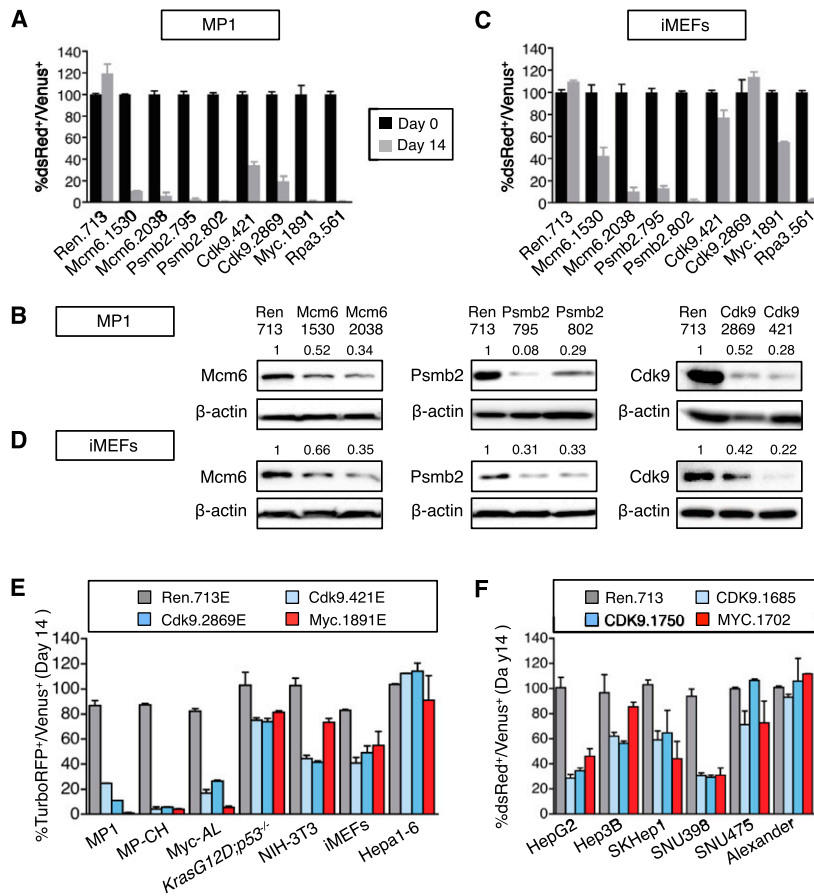 A
MP1
%dsRed+/Venus+
140
120
100
80
60
40
20
0
Ren.713
Mcm6.1530
Mcm6.2038
Psmb2.795
Psmb2.802
Cdk9.421
Cdk9.2869
Myc.1891
Rpa3.561
Day 0
Day 14
C
iMEFs
%dsRed+/Venus+
140
120
100
80
60
40
20
0
Ren.713
Mcm6.1530
Mcm6.2038
Psmb2.795
Psmb2.802
Cdk9.421
Cdk9.2869
Myc.1891
Rpa3.561
B
MP1
Ren Mcm6 Mcm6
713 1530 2038
1 0.52 0.34
Mcm6
β-actin
Ren Psmb2 Psmb2
713 795 802
1 0.08 0.29
Psmb2
β-actin
Ren Cdk9 Cdk9
713 2869 421
1 0.52 0.28
Cdk9
β-actin
D
iMEFs
1 0.66 0.35
Mcm6
β-actin
1 0.31 0.33
Psmb2
β-actin
1 0.42 0.22
Cdk9
β-actin
E
Ren.713E Cdk9.421E
Cdk9.2869E Myc.1891E
%TurboRFP+/Venus+ (Day 14)
140
120
100
80
60
40
20
0
MP1
MP-CH
Myc-AL
KrasG12D;p53-/-
NIH-3T3
iMEFs
Hepa1-6
F
Ren.713 CDK9.1685
CDK9.1750 MYC.1702
%dsRed+/Venus+ (Da y14)
140
120
100
80
60
40
20
0
HepG2
Hep3B
SKHep1
SNU398
SNU475
Alexander